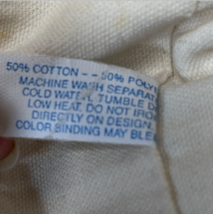 50% COTTON -- 50% POLY
MACHINE WASH SEPARAT
COLD WATER. TUMBLE D
LOW HEAT. DO NOT IRO
DIRECTLY ON DESIGN.
COLOR BINDING MAY BLE